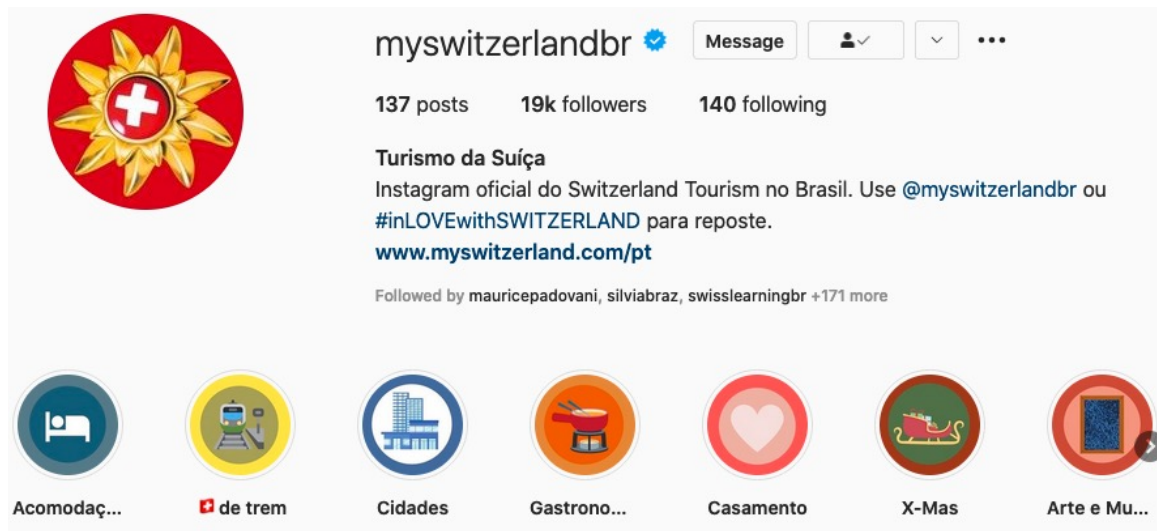 myswitzerlandbr Message
137 posts 19k followers 140 following
Turismo da Suíça
Instagram oficial do Switzerland Tourism no Brasil. Use @myswitzerlandbr ou
#inLOVEwithSWITZERLAND para reposte.
www.myswitzerland.com/pt
Followed by mauricepadovani, silviabraz, swisslearningbr +171 more
Acomodaç... 🇨🇭 de trem Cidades Gastrono... Casamento X-Mas Arte e Mu...